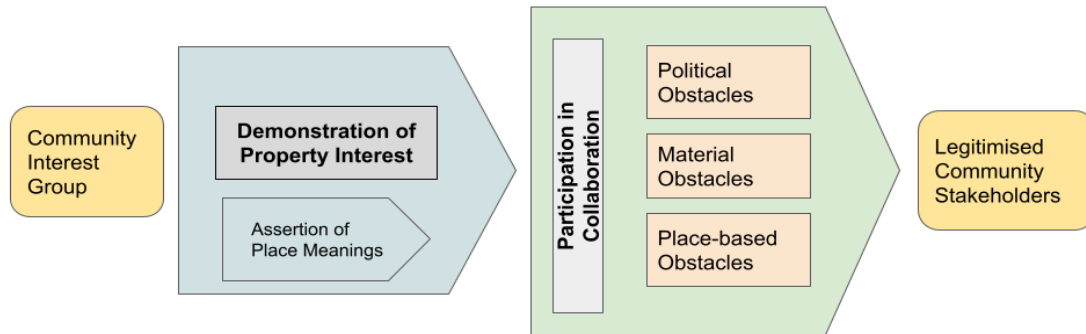 Community
Interest
Group
Demonstration of
Property Interest
Assertion of
Place Meanings
Participation in
Collaboration
Political
Obstacles
Material
Obstacles
Place-based
Obstacles
Legitimised
Community
Stakeholders